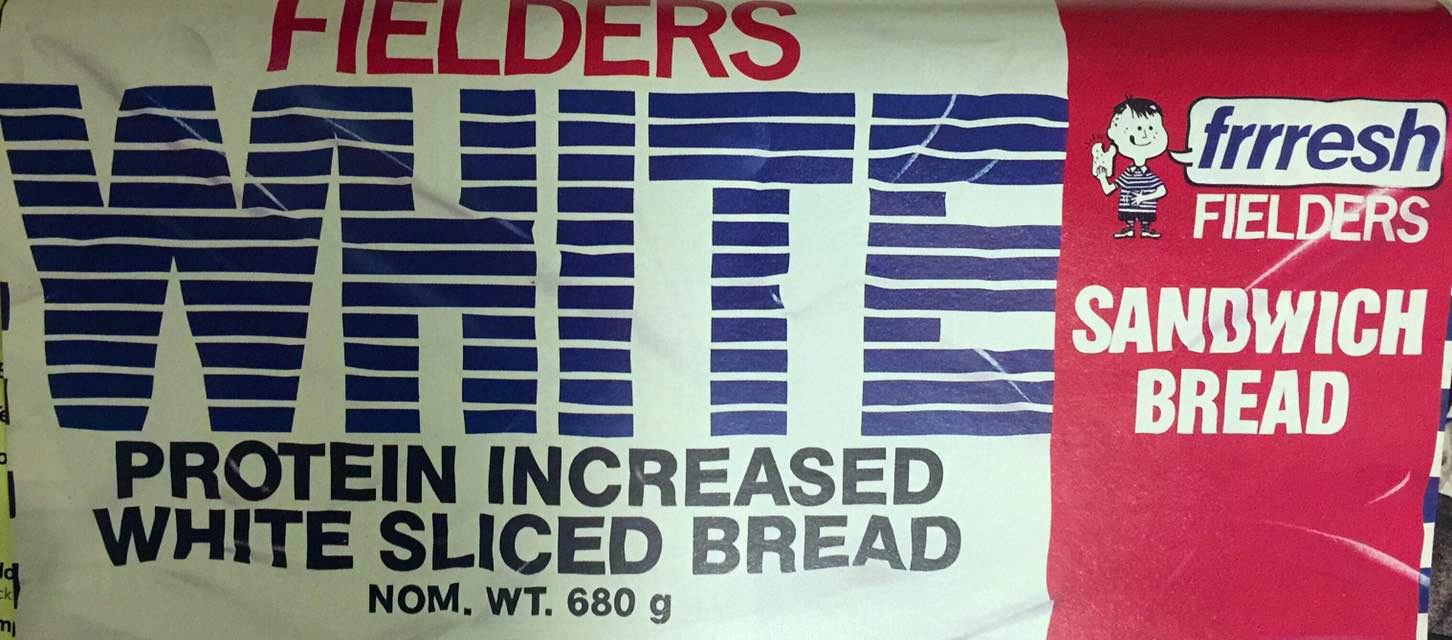 FIELDERS
WHITE
PROTEIN INCREASED
WHITE SLICED BREAD
NOM. WT. 680 g
frrresh
FIELDERS
SANDWICH
BREAD